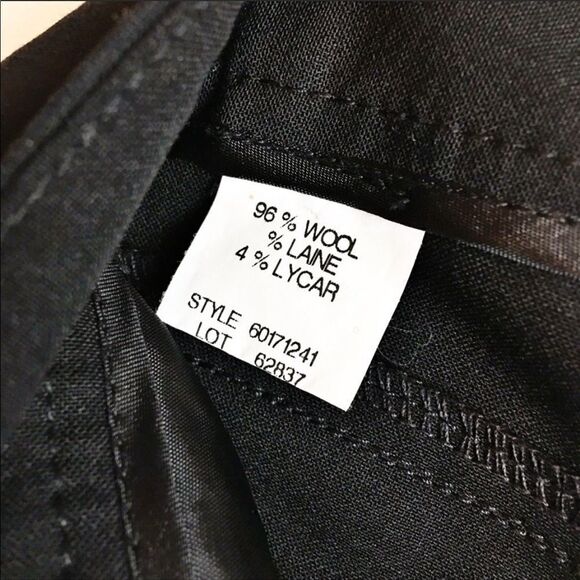 96 % WOOL
% LAINE
4 % LYCAR
STYLE 60171241
LOT 62837